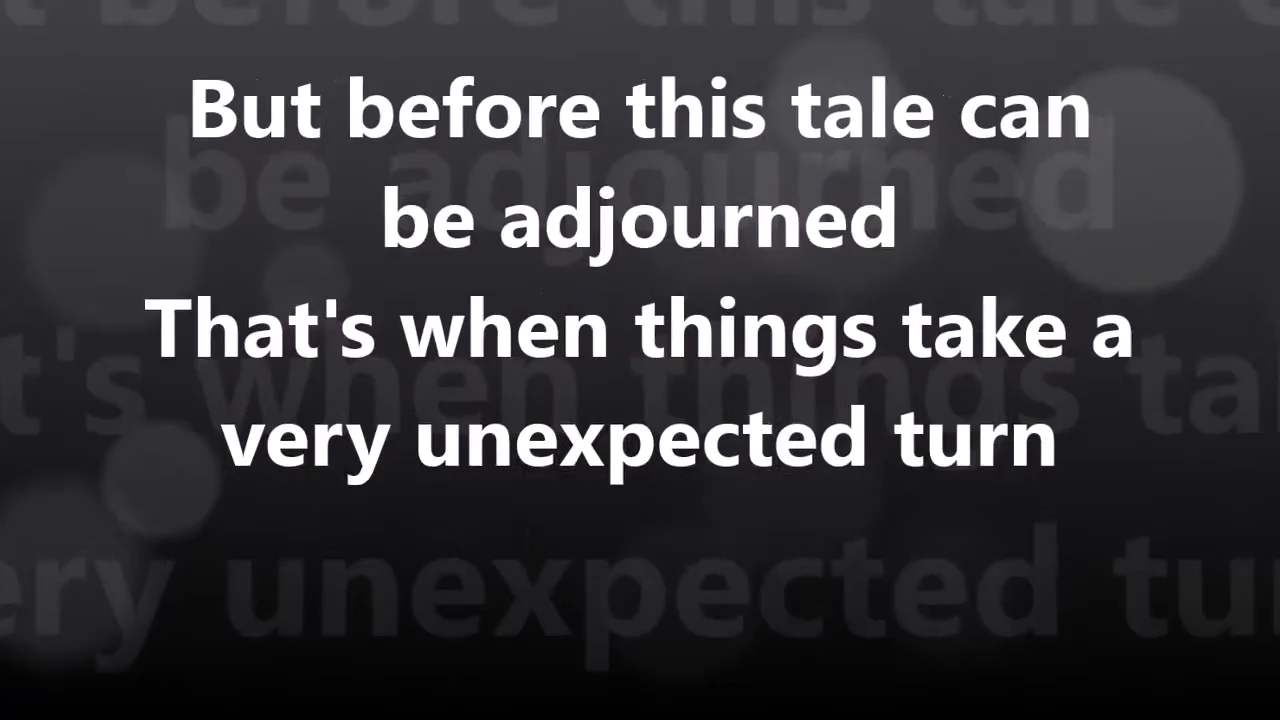 But before this tale can
be adjourned
That's when things take a
very unexpected turn